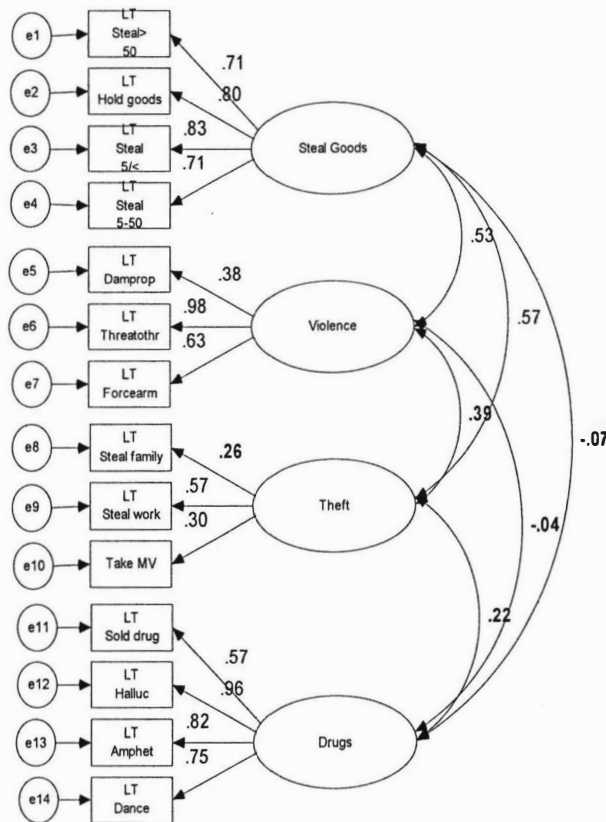 e1
LT
Steal>
50
.71
e2
LT
Hold goods
.80
e3
LT
Steal
5/<
.83
Steal Goods
e4
LT
Steal
5-50
.71
.53
e5
LT
Damprop
.38
e6
LT
Threatothr
.98
Violence
.57
e7
LT
Forcearm
.63
.39
-.07
e8
LT
Steal family
.26
e9
LT
Steal work
.57
Theft
-.04
e10
Take MV
.30
.22
e11
LT
Sold drug
.57
e12
LT
Halluc
.96
e13
LT
Amphet
.82
Drugs
e14
LT
Dance
.75